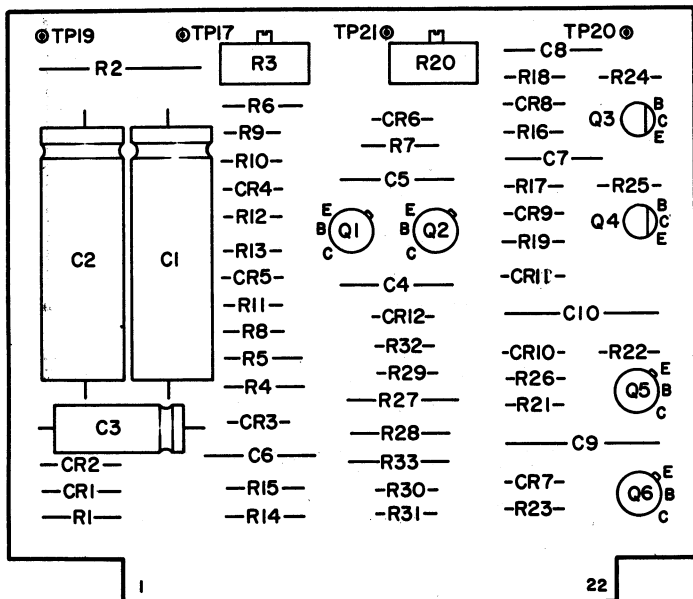 TP19 TP17 TP21 TP20
R2
R3
R6
R9
R10
CR4
R12
R13
CR5
R11
R8
R5
R4
CR3
C6
R15
R14
C2 C1
C3
CR2
CR1
R1
R20
CR6
R7
C5
E
B
C
Q1
E
B
C
Q2
C4
CR12
R32
R29
R27
R28
R33
R30
R31
C8
R18 R24
CR8
R16
Q3
B
C
E
C7
R17 R25
CR9
R19
Q4
B
C
E
CR11
C10
CR10 R22
R26
R21
Q5
E
B
C
C9
CR7
R23
Q6
E
B
C
1 22